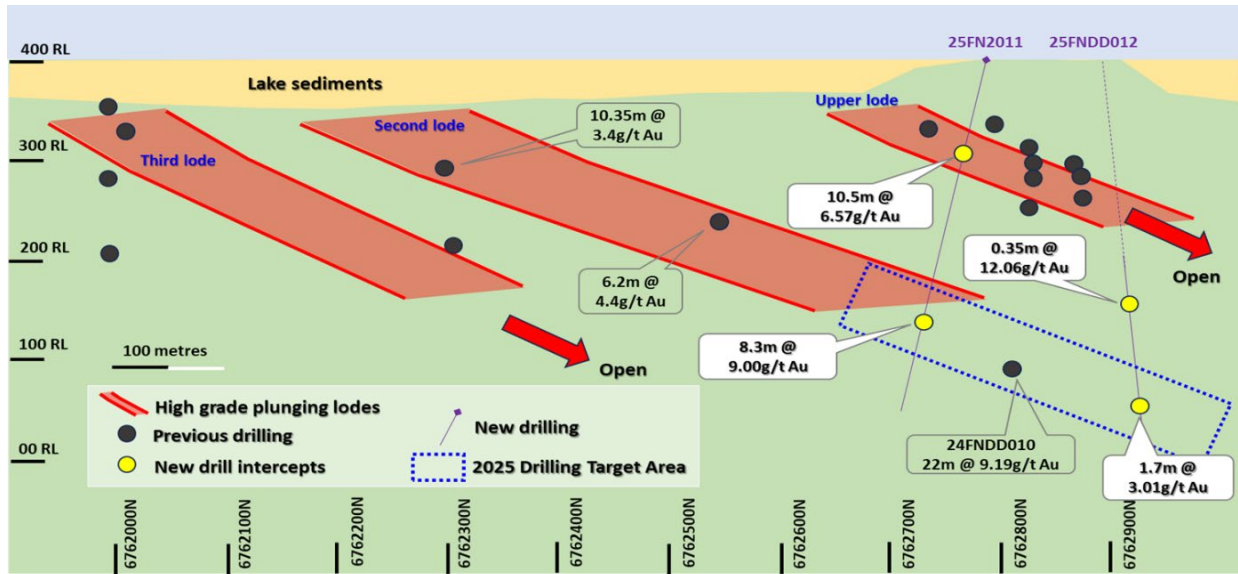 25FN2011
25FNDD012
400 RL
Lake sediments
Upper lode
10.35m @
3.4g/t Au
Second lode
Third lode
300 RL
10.5m @
6.57g/t Au
0.35m @
12.06g/t Au
200 RL
6.2m @
4.4g/t Au
Open
8.3m @
9.00g/t Au
100 RL
100 metres
Open
High grade plunging lodes
Previous drilling
New drill intercepts
New drilling
2025 Drilling Target Area
24FNDD010
22m @ 9.19g/t Au
1.7m @
3.01g/t Au
00 RL
6762000N
6762100N
6762200N
6762300N
6762400N
6762500N
6762600N
6762700N
6762800N
6762900N